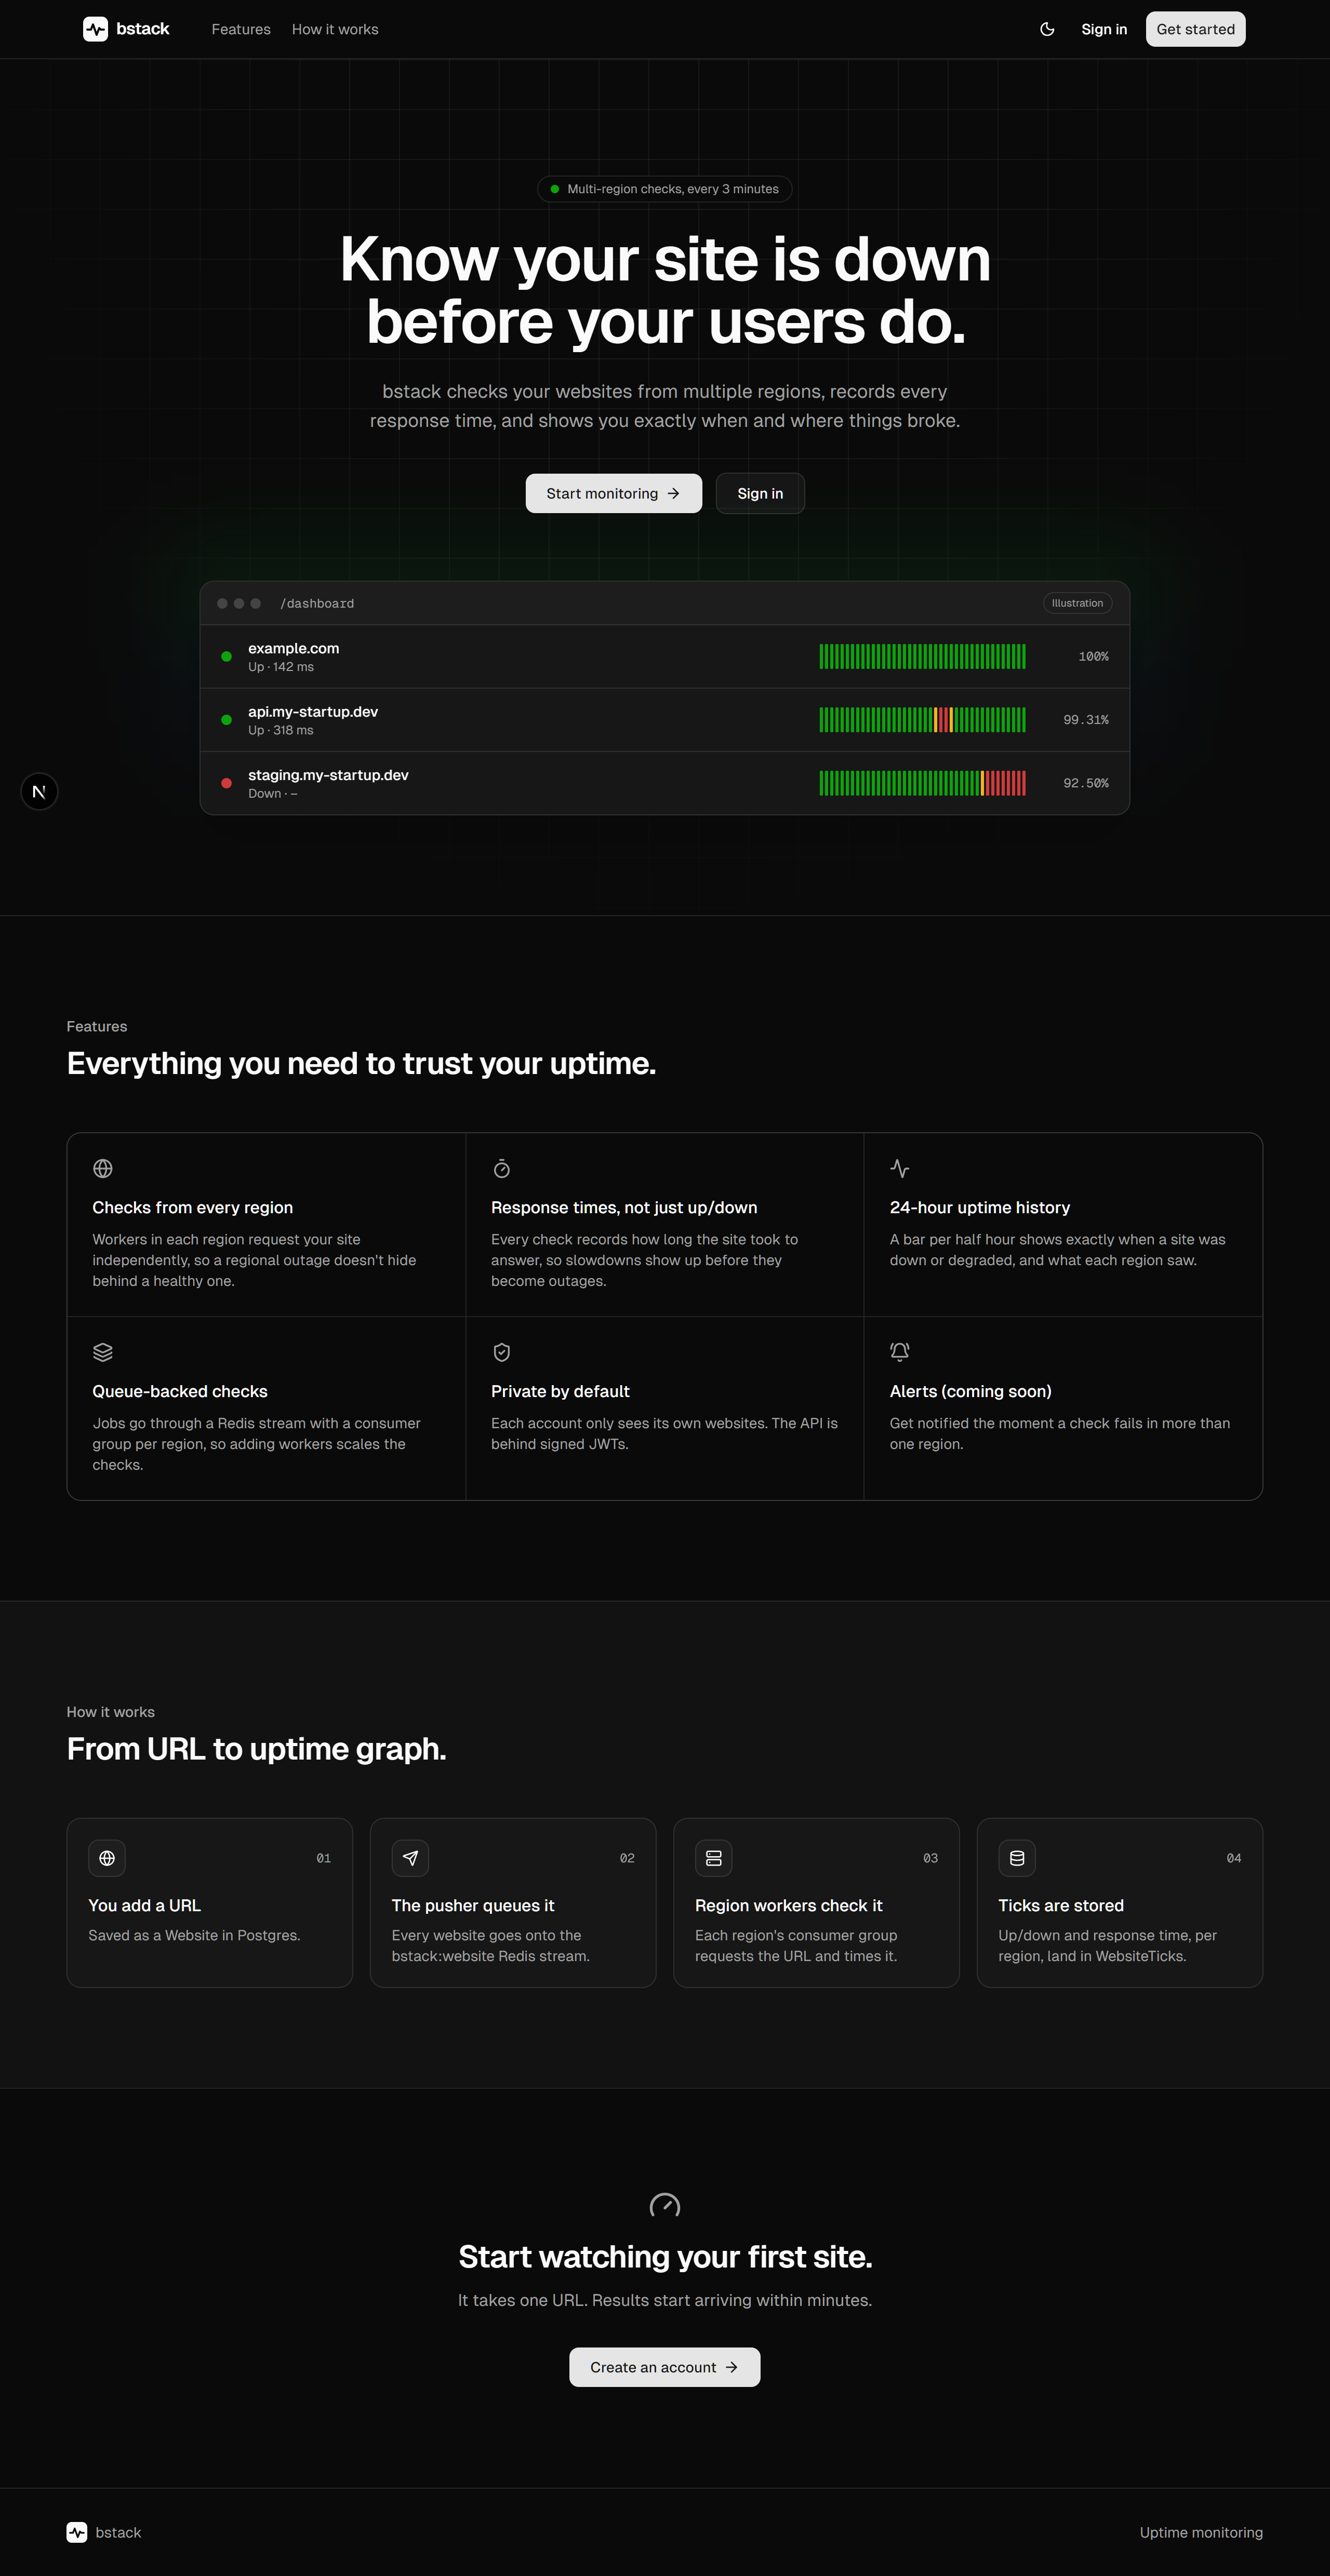 bstack
Features
How it works
Sign in
Get started
Multi-region checks, every 3 minutes
Know your site is down
before your users do.
bstack checks your websites from multiple regions, records every
response time, and shows you exactly when and where things broke.
Start monitoring
Sign in
/dashboard
Illustration
example.com
Up · 142 ms
100%
api.my-startup.dev
Up · 318 ms
99.31%
staging.my-startup.dev
Down · –
92.50%
N
Features
Everything you need to trust your uptime.
Checks from every region
Workers in each region request your site
independently, so a regional outage doesn't hide
behind a healthy one.
Response times, not just up/down
Every check records how long the site took to
answer, so slowdowns show up before they
become outages.
24-hour uptime history
A bar per half hour shows exactly when a site was
down or degraded, and what each region saw.
Queue-backed checks
Jobs go through a Redis stream with a consumer
group per region, so adding workers scales the
checks.
Private by default
Each account only sees its own websites. The API is
behind signed JWTs.
Alerts (coming soon)
Get notified the moment a check fails in more than
one region.
How it works
From URL to uptime graph.
01
You add a URL
Saved as a Website in Postgres.
02
The pusher queues it
Every website goes onto the
bstack:website Redis stream.
03
Region workers check it
Each region's consumer group
requests the URL and times it.
04
Ticks are stored
Up/down and response time, per
region, land in WebsiteTicks.
Start watching your first site.
It takes one URL. Results start arriving within minutes.
Create an account
bstack
Uptime monitoring